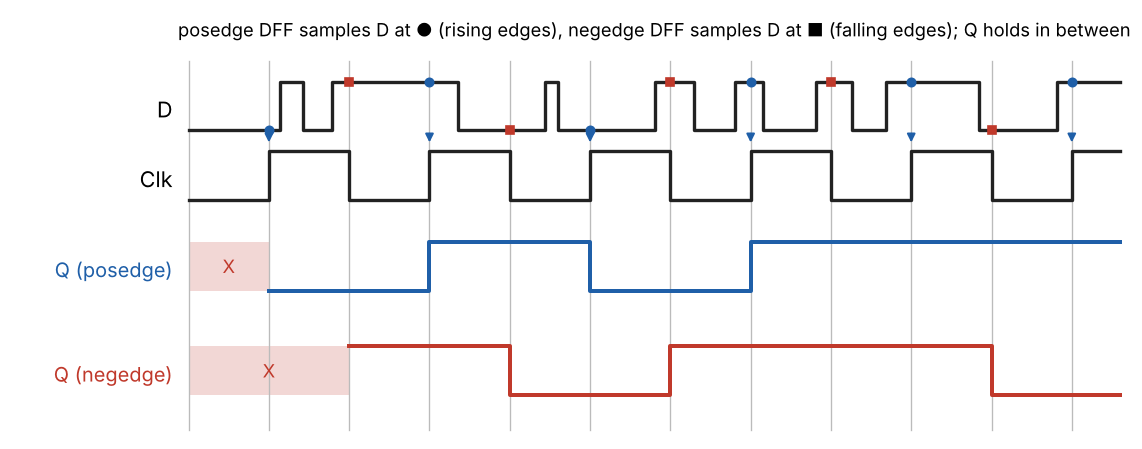 posedge DFF samples D at ● (rising edges), negedge DFF samples D at ■ (falling edges); Q holds in between
D
Clk
Q (posedge)
X
Q (negedge)
X